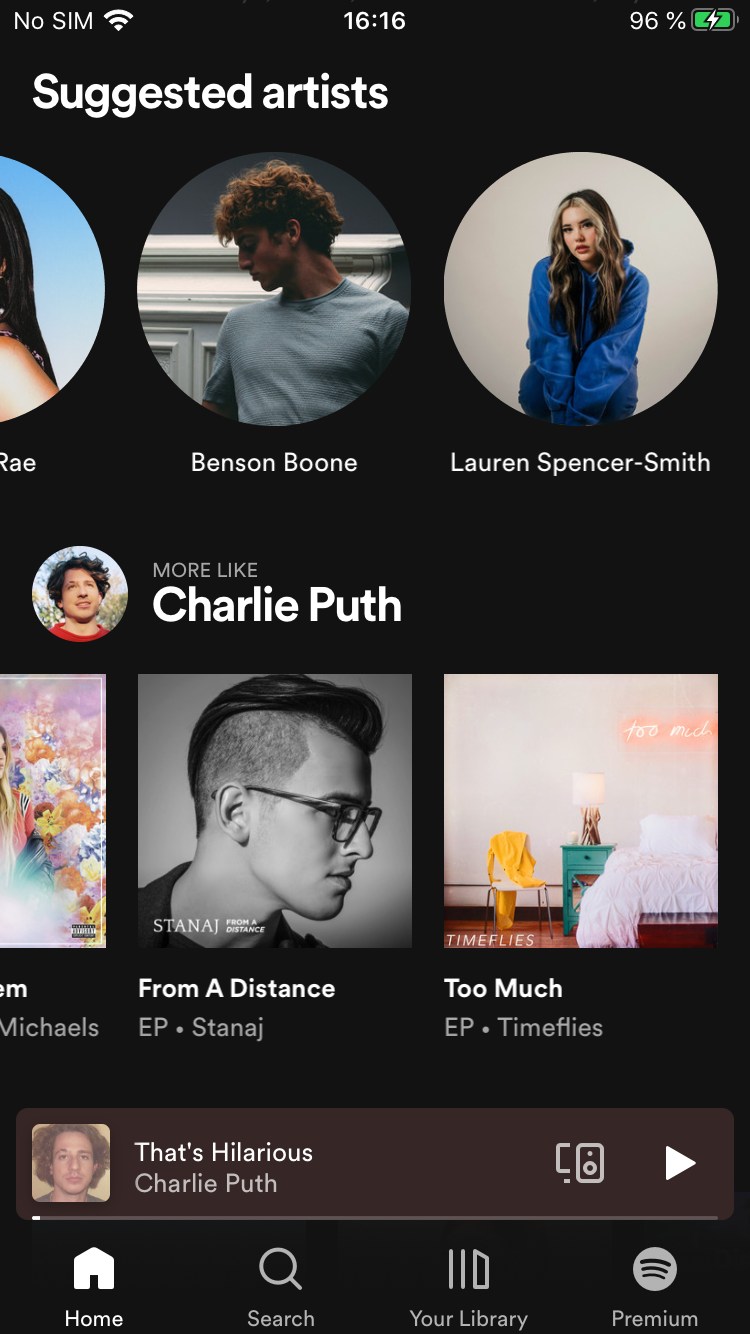 No SIM 16:16 96 %
Suggested artists
Rae Benson Boone Lauren Spencer-Smith
MORE LIKE
Charlie Puth
too much
STANAJ FROM A
DISTANCE
TIMEFLIES
em From A Distance Too Much
Michaels EP • Stanaj EP • Timeflies
That's Hilarious
Charlie Puth
Home Search Your Library Premium